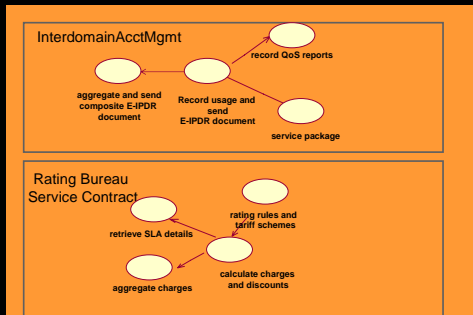 InterdomainAcctMgmt
record QoS reports
aggregate and send
composite E-IPDR
document
Record usage and
send
E-IPDR document
service package
Rating Bureau
Service Contract
rating rules and
tariff schemes
retrieve SLA details
calculate charges
and discounts
aggregate charges